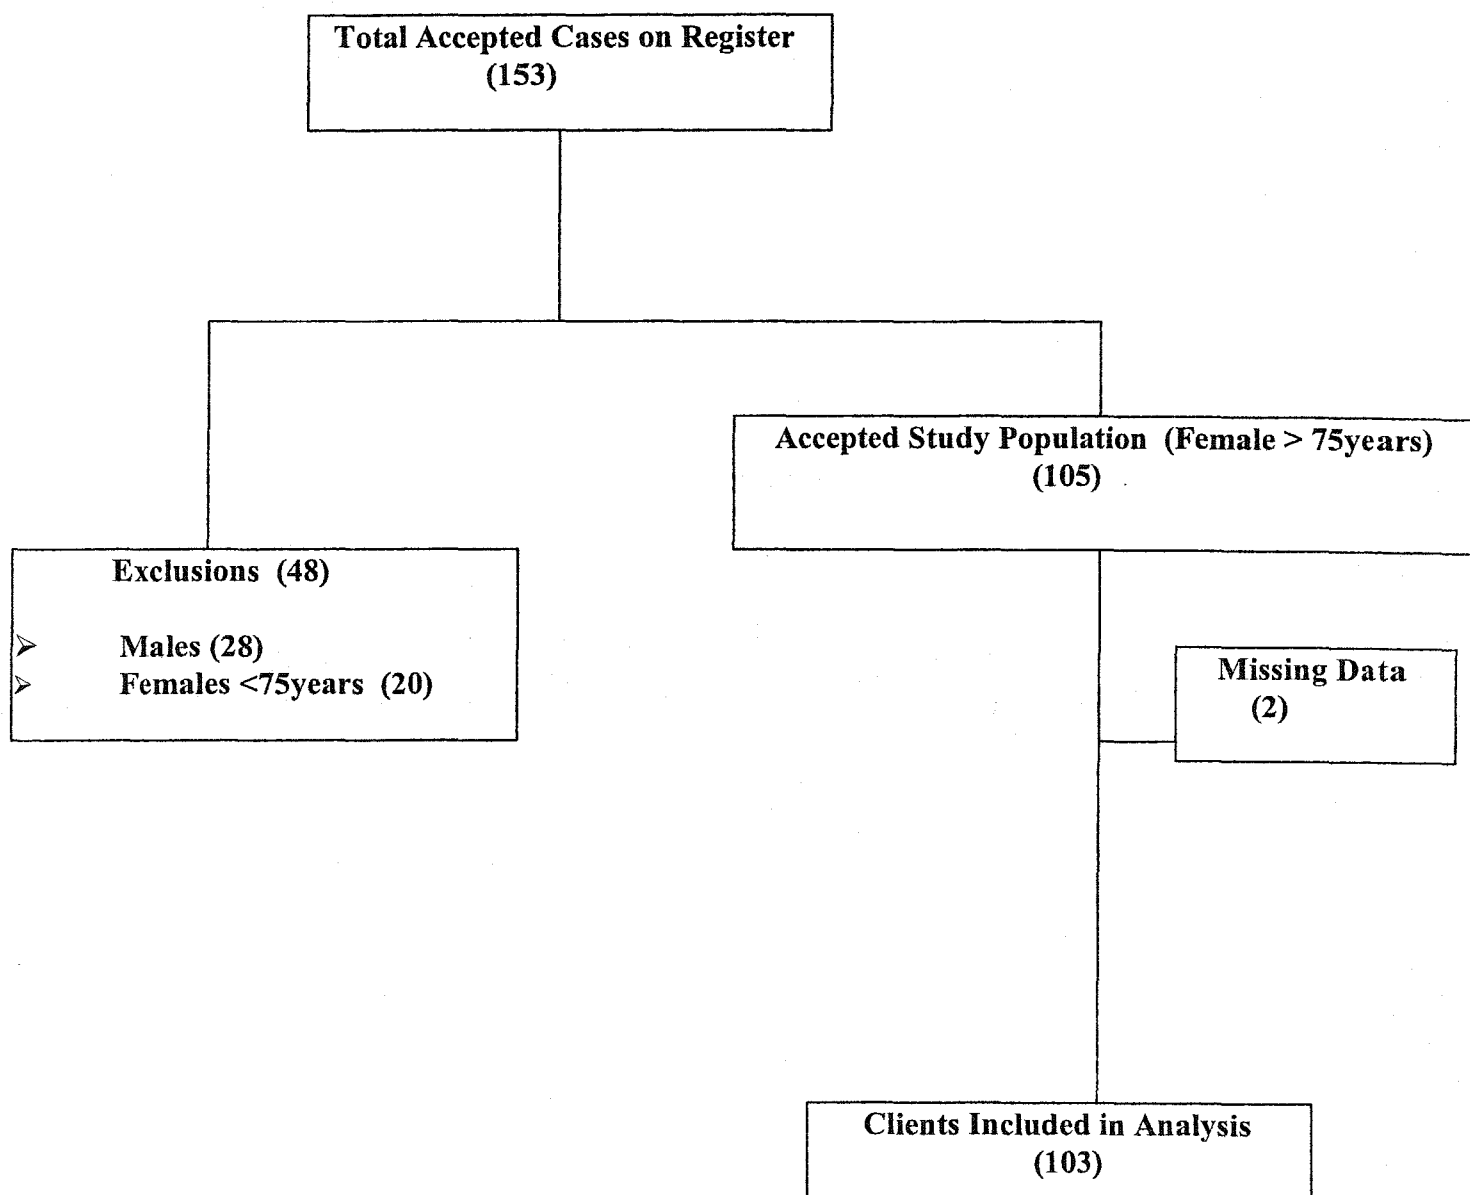 Total Accepted Cases on Register
(153)
Accepted Study Population (Female > 75years)
(105)
Exclusions (48)
➢ Males (28)
➢ Females <75years (20)
Missing Data
(2)
Clients Included in Analysis
(103)